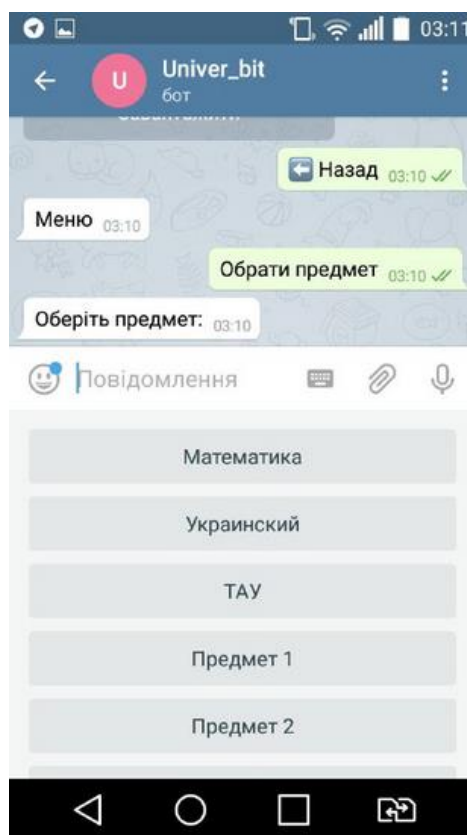 03:11
U
Univer_bit
бот
Завантажити
Назад 03:10
Меню 03:10
Обрати предмет 03:10
Оберіть предмет: 03:10
Повідомлення
Математика
Украинский
ТАУ
Предмет 1
Предмет 2